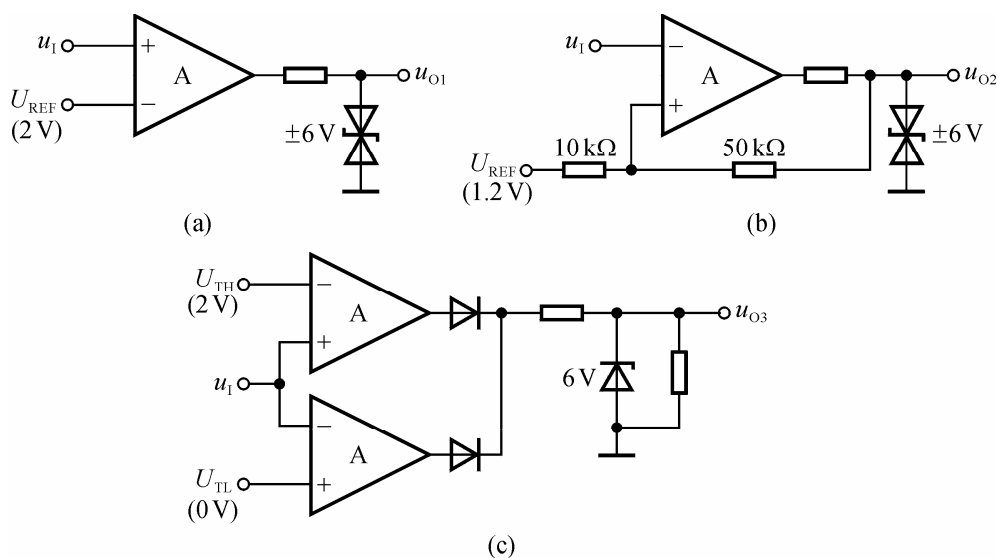 u_I
+
−
A
U_REF
(2 V)
±6 V
u_O1
(a)
u_I
−
+
A
10 kΩ
50 kΩ
U_REF
(1.2 V)
±6 V
u_O2
(b)
U_TH
(2 V)
−
+
A
u_I
−
+
A
U_TL
(0 V)
6 V
u_O3
(c)